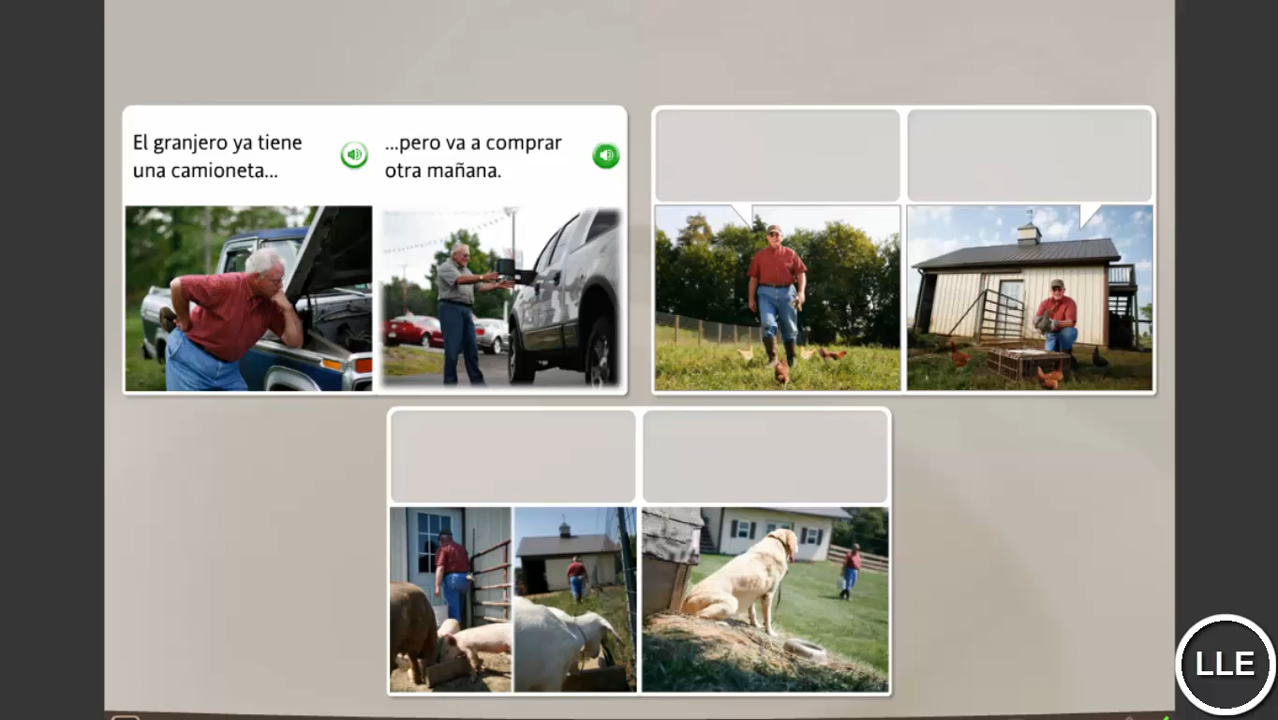 El granjero ya tiene
una camioneta...
...pero va a comprar
otra mañana.
LLE